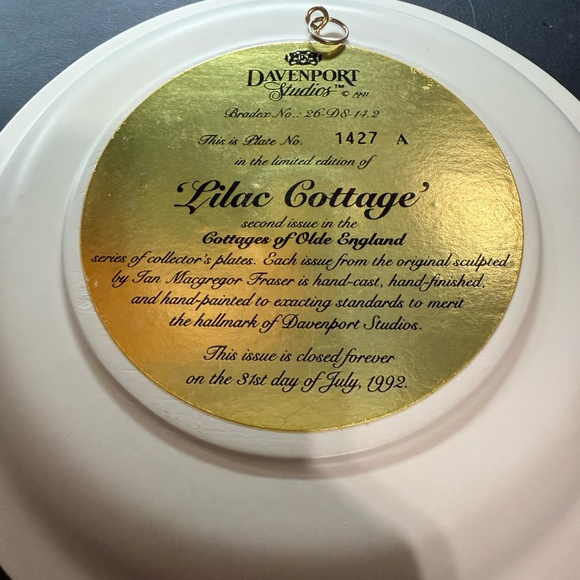 DAVENPORT
Studios™ © 1991
Bradex No.: 26-D8-14.2
This is Plate No. 1427 A
in the limited edition of
'Lilac Cottage'
second issue in the
Cottages of Olde England
series of collector's plates. Each issue from the original sculpted
by Ian Macgregor Fraser is hand-cast, hand-finished,
and hand-painted to exacting standards to merit
the hallmark of Davenport Studios.
This issue is closed forever
on the 31st day of July, 1992.